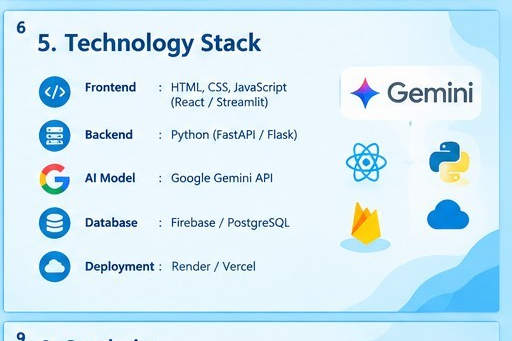 6
5. Technology Stack
Frontend : HTML, CSS, JavaScript
(React / Streamlit)
Backend : Python (FastAPI / Flask)
AI Model : Google Gemini API
Database : Firebase / PostgreSQL
Deployment : Render / Vercel
Gemini
9